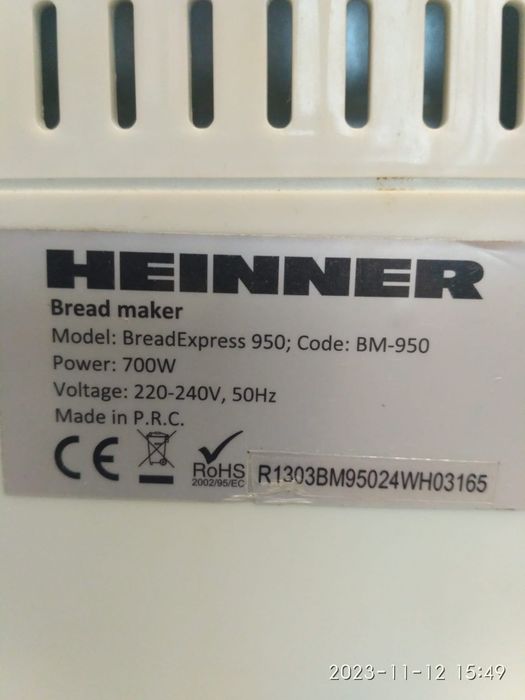 HEINNER
Bread maker
Model: BreadExpress 950; Code: BM-950
Power: 700W
Voltage: 220-240V, 50Hz
Made in P.R.C.
CE
RoHS
2002/95/EC
R1303BM95024WH03165
2023-11-12 15:49